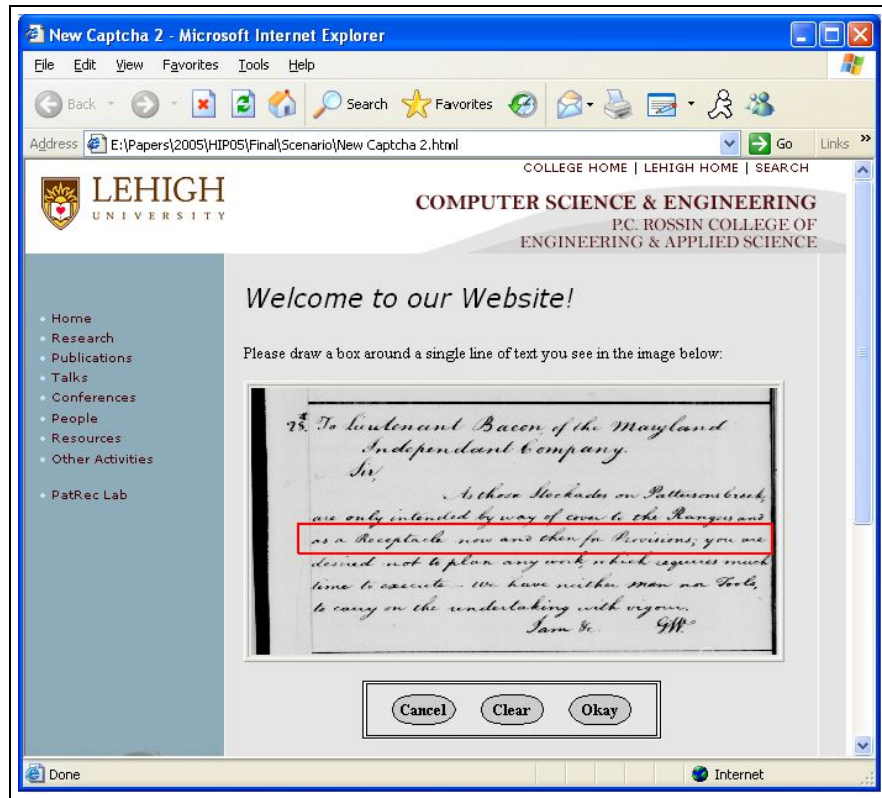 New Captcha 2 - Microsoft Internet Explorer
File Edit View Favorites Tools Help
Back Search Favorites
Address E:\Papers\2005\HIP05\Final\Scenario\New Captcha 2.html Go Links »
COLLEGE HOME | LEHIGH HOME | SEARCH
LEHIGH
UNIVERSITY
COMPUTER SCIENCE & ENGINEERING
P.C. ROSSIN COLLEGE OF
ENGINEERING & APPLIED SCIENCE
Home
Research
Publications
Talks
Conferences
People
Resources
Other Activities
PatRec Lab
Welcome to our Website!
Please draw a box around a single line of text you see in the image below:
28th. To Lieutenant Bacon, of the Maryland
Independant Company.
Sir,
As those Stockades on Pattersons Creek,
are only intended by way of cover to the Rangers and
as a Receptacle now and then for Provisions; you are
desired not to plan any work, which requires much
time to execute - We have neither Men nor Tools,
to carry on the undertaking with vigour.
I am &c. GW.
Cancel Clear Okay
Done Internet